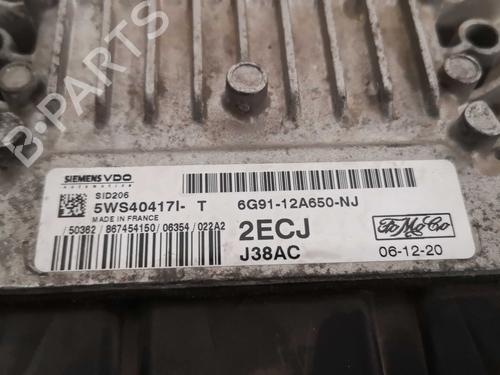 B-PARTS
SIEMENS VDO
AUTOMOTIVE
SID206
5WS40417I- T
6G91-12A650-NJ
MADE IN FRANCE
/50362/867454150/06354/022A2
2ECJ
J38AC
FoMoCo
06-12-20